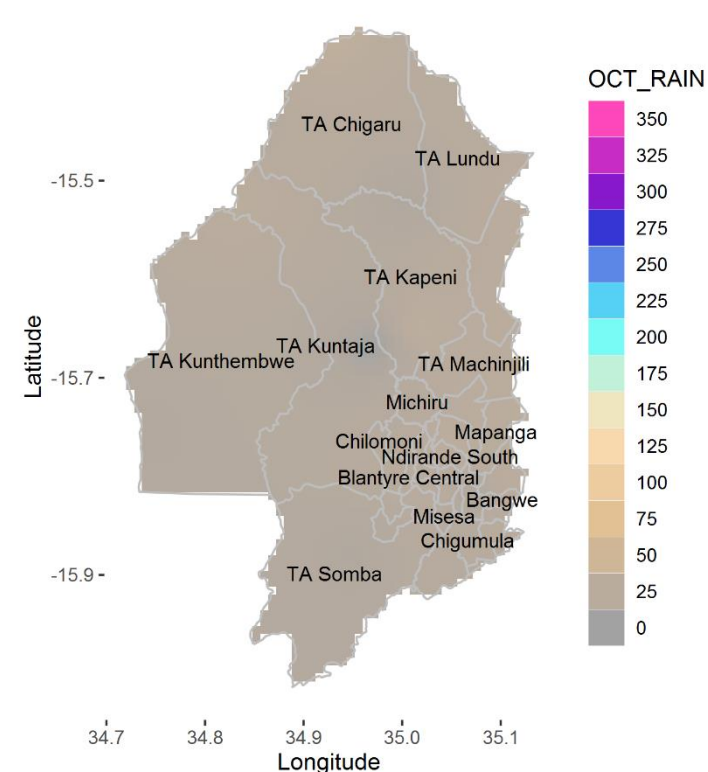 OCT_RAIN
350
325
300
275
250
225
200
175
150
125
100
75
50
25
0
Latitude
-15.5
-15.7
-15.9
TA Chigaru
TA Lundu
TA Kapeni
TA Kuntaja
TA Kunthembwe
TA Machinjili
Michiru
Mapanga
Chilomoni
Ndirande South
Blantyre Central
Bangwe
Misesa
Chigumula
TA Somba
34.7 34.8 34.9 35.0 35.1
Longitude